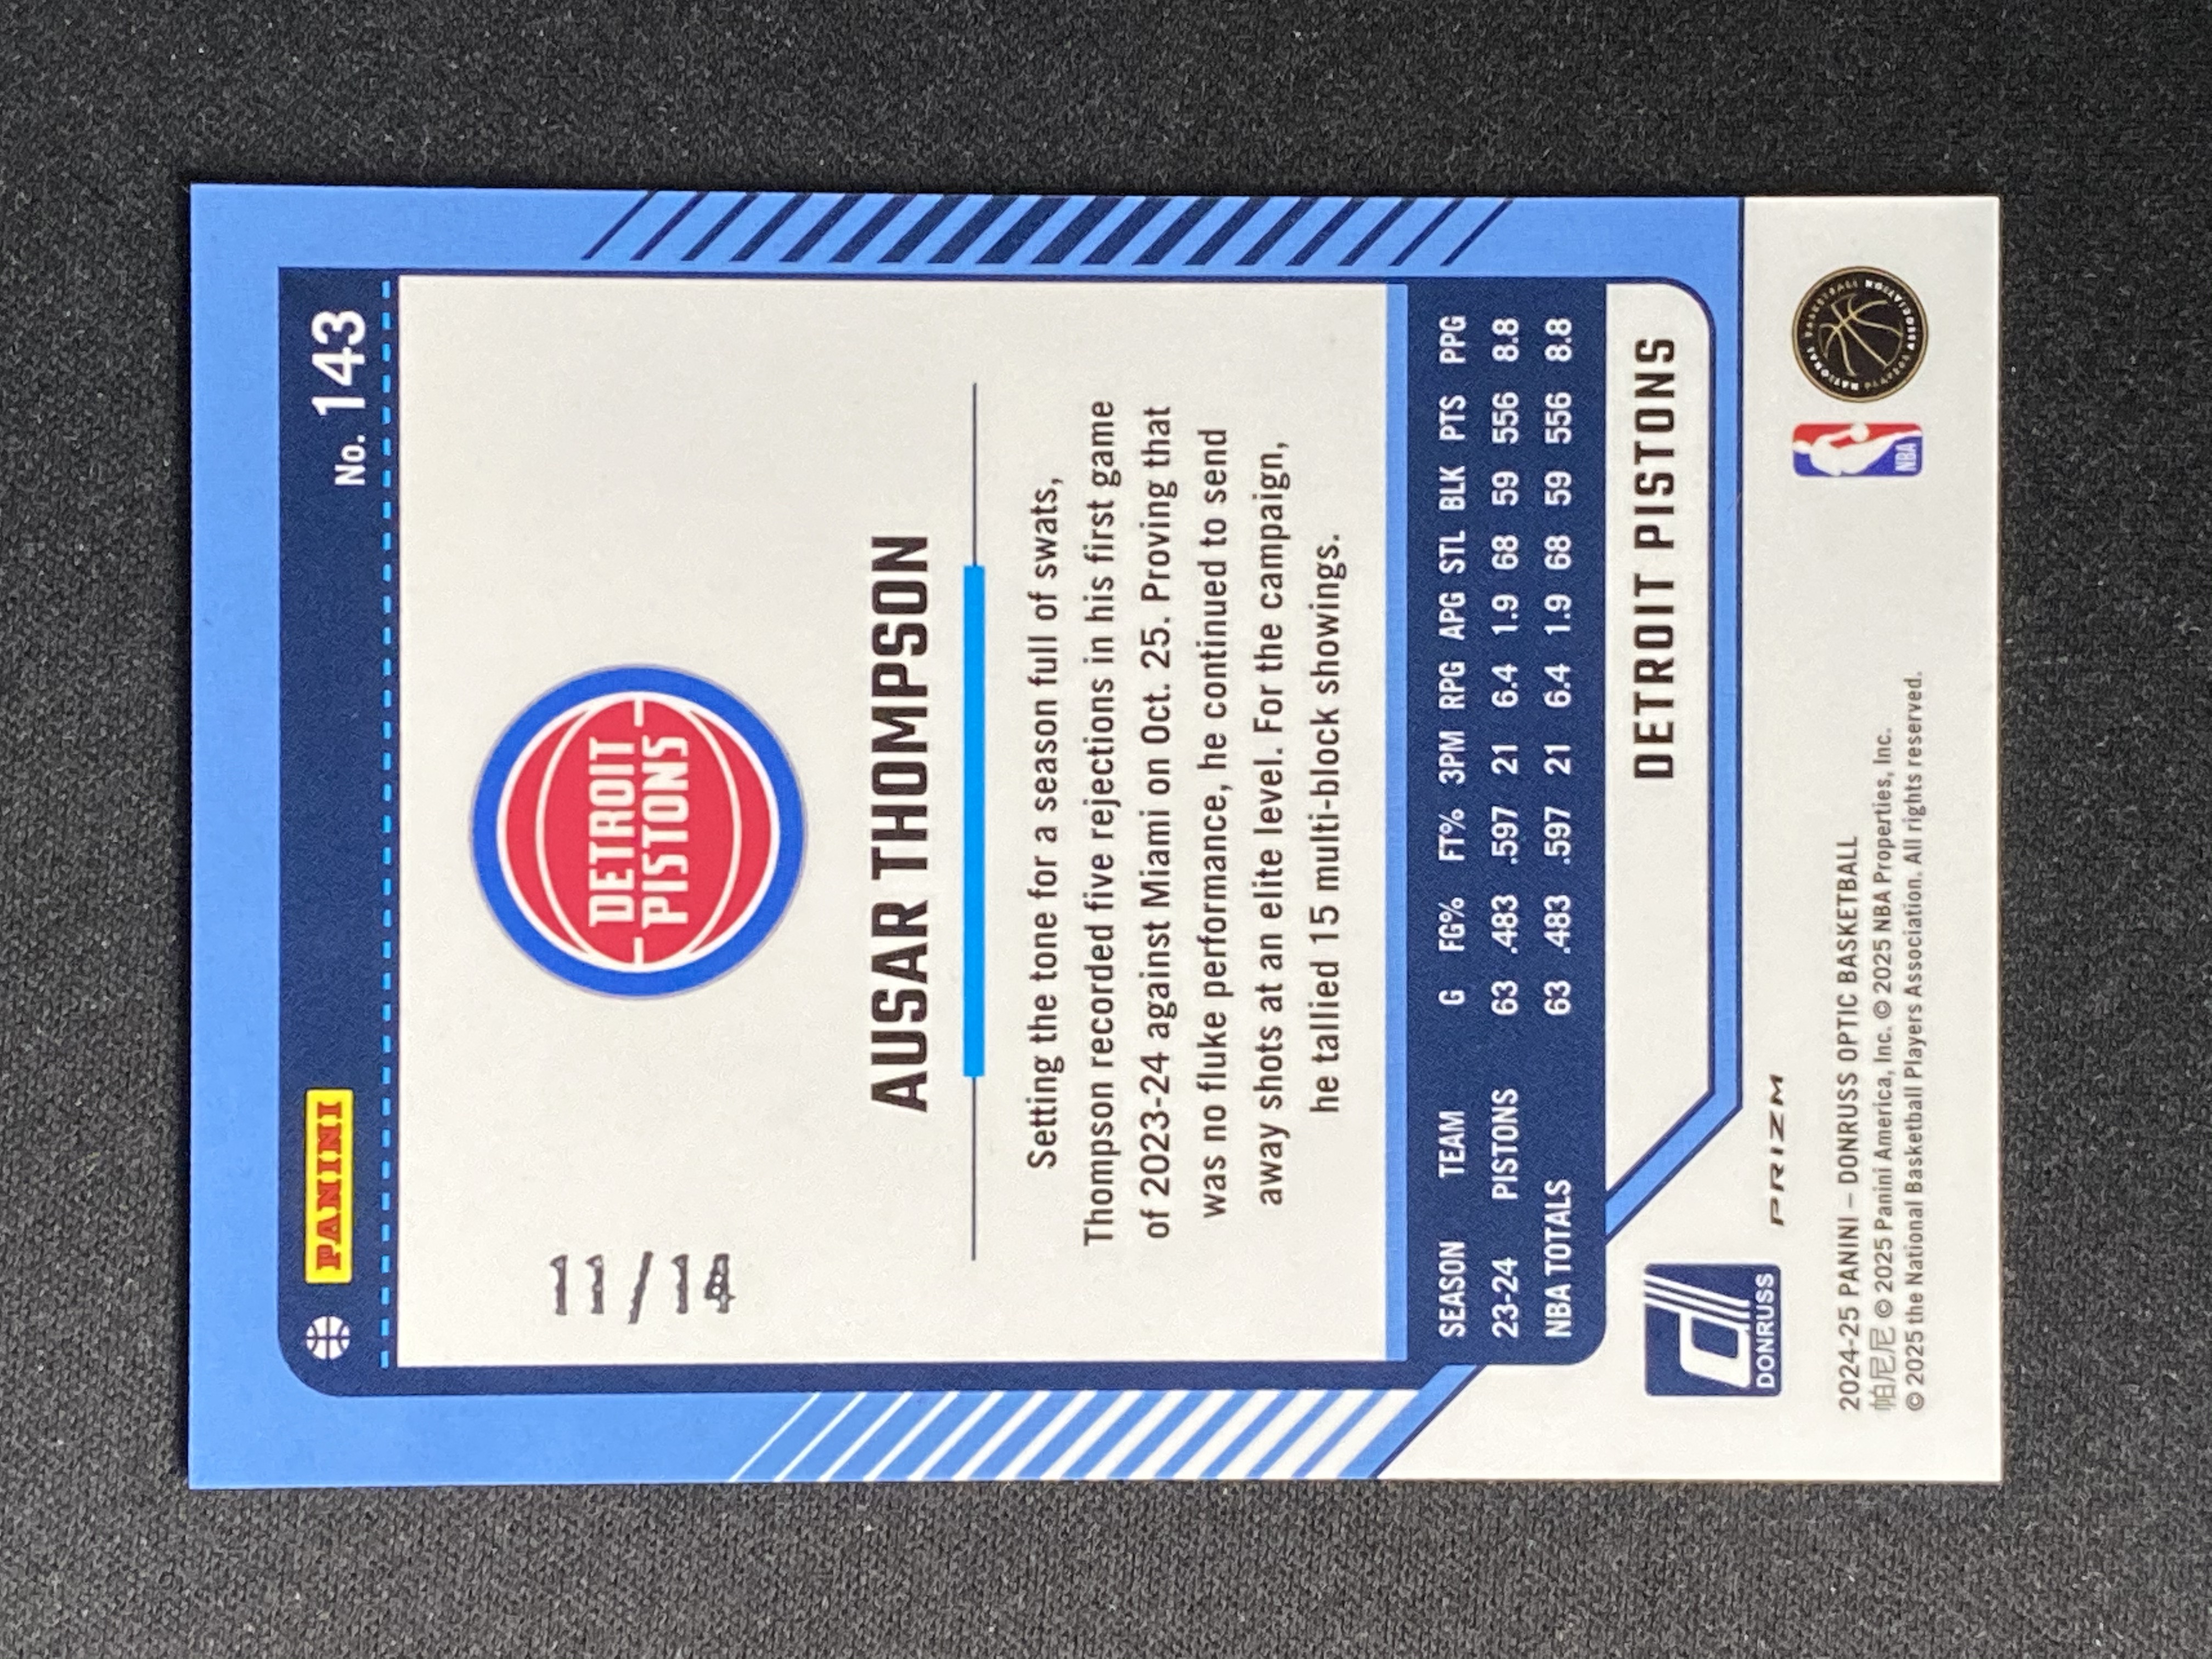 PANINI No. 143
11/14
DETROIT
PISTONS
AUSAR THOMPSON
Setting the tone for a season full of swats,
Thompson recorded five rejections in his first game
of 2023-24 against Miami on Oct. 25. Proving that
was no fluke performance, he continued to send
away shots at an elite level. For the campaign,
he tallied 15 multi-block showings.
SEASON TEAM G FG% FT% 3PM RPG APG STL BLK PTS PPG
23-24 PISTONS 63 .483 .597 21 6.4 1.9 68 59 556 8.8
NBA TOTALS 63 .483 .597 21 6.4 1.9 68 59 556 8.8
DETROIT PISTONS
DONRUSS
PRIZM
2024-25 PANINI – DONRUSS OPTIC BASKETBALL
帕尼尼 © 2025 Panini America, Inc. © 2025 NBA Properties, Inc.
© 2025 the National Basketball Players Association. All rights reserved.
NBA
NATIONAL BASKETBALL PLAYERS ASSOCIATION